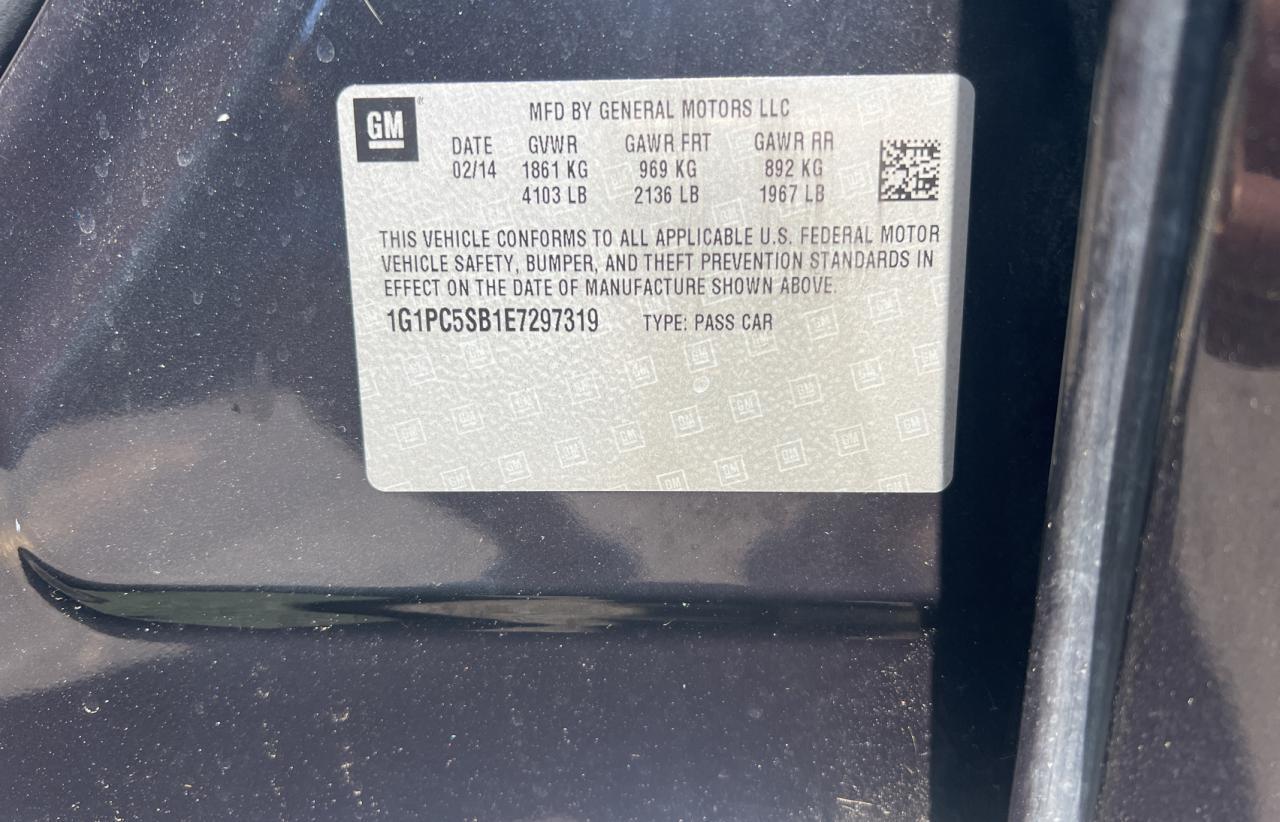 GM
MFD BY GENERAL MOTORS LLC
DATE GVWR GAWR FRT GAWR RR
02/14 1861 KG 969 KG 892 KG
4103 LB 2136 LB 1967 LB
THIS VEHICLE CONFORMS TO ALL APPLICABLE U.S. FEDERAL MOTOR
VEHICLE SAFETY, BUMPER, AND THEFT PREVENTION STANDARDS IN
EFFECT ON THE DATE OF MANUFACTURE SHOWN ABOVE.
1G1PC5SB1E7297319 TYPE: PASS CAR